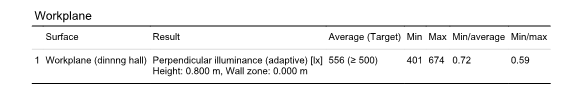 Workplane
Surface Result Average (Target) Min Max Min/average Min/max
1 Workplane (dinnng hall) Perpendicular illuminance (adaptive) [lx] 556 (≥ 500) 401 674 0.72 0.59
Height: 0.800 m, Wall zone: 0.000 m